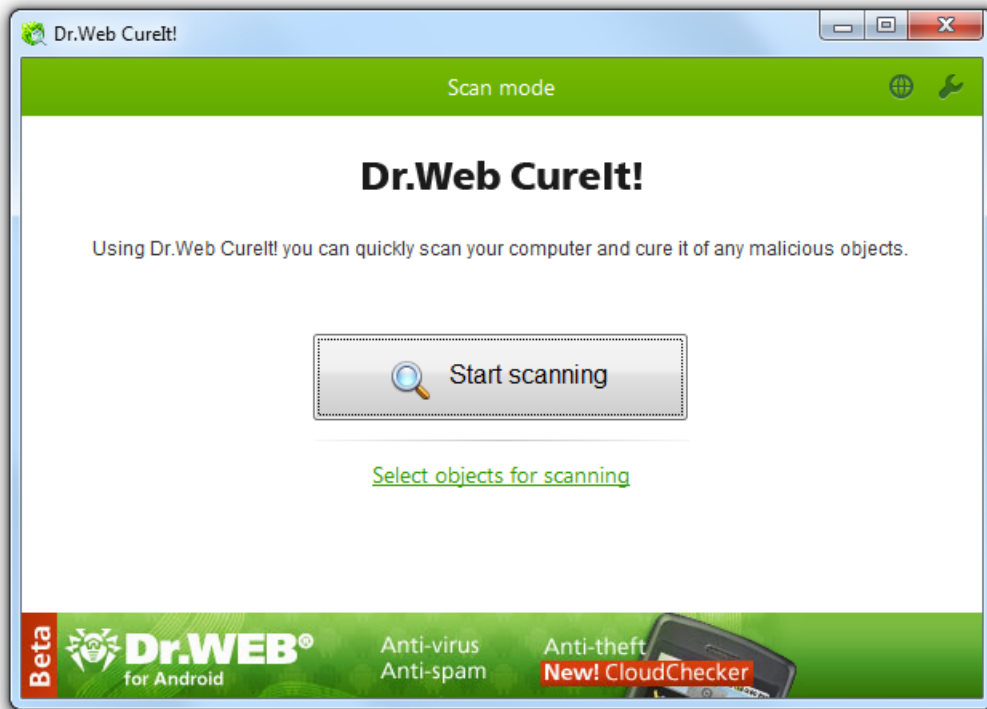 Dr.Web CureIt!
Scan mode
Dr.Web CureIt!
Using Dr.Web CureIt! you can quickly scan your computer and cure it of any malicious objects.
Start scanning
Select objects for scanning
Beta
Dr.WEB®
for Android
Anti-virus
Anti-spam
Anti-theft
New! CloudChecker